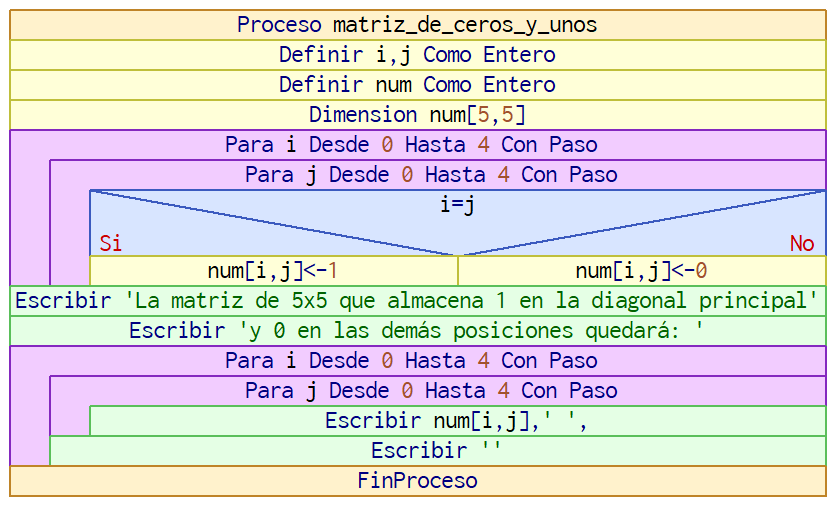 Proceso matriz_de_ceros_y_unos
Definir i,j Como Entero
Definir num Como Entero
Dimension num[5,5]
Para i Desde 0 Hasta 4 Con Paso
Para j Desde 0 Hasta 4 Con Paso
i=j
Si No
num[i,j]<-1 num[i,j]<-0
Escribir 'La matriz de 5x5 que almacena 1 en la diagonal principal'
Escribir 'y 0 en las demás posiciones quedará: '
Para i Desde 0 Hasta 4 Con Paso
Para j Desde 0 Hasta 4 Con Paso
Escribir num[i,j],' ',
Escribir ''
FinProceso